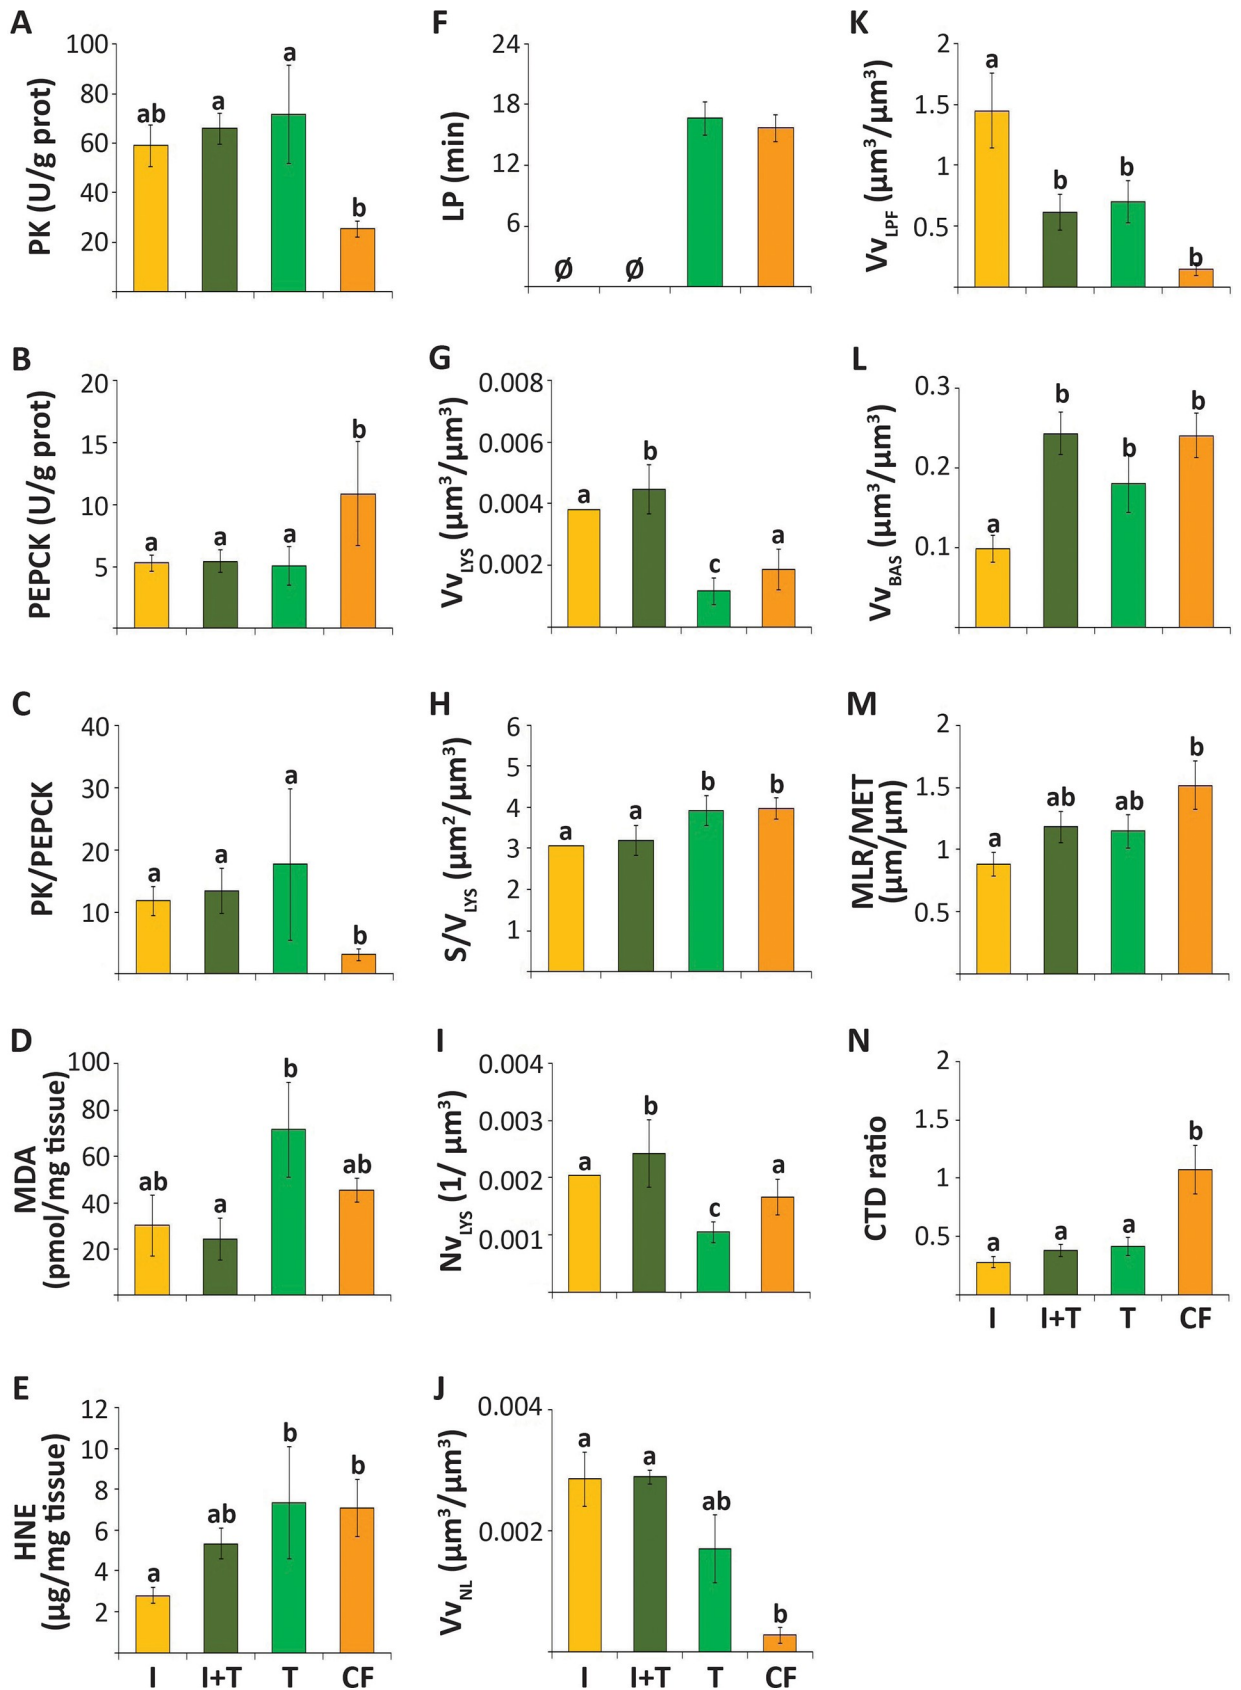 A
PK (U/g prot)
100
80
60
40
20
ab
a
a
b
B
PEPCK (U/g prot)
20
15
10
5
a
a
a
b
C
PK/PEPCK
40
30
20
10
a
a
a
b
D
MDA
(pmol/mg tissue)
100
80
60
40
20
ab
a
b
ab
E
HNE
(µg/mg tissue)
12
10
8
6
4
2
a
ab
b
b
I I+T T CF
F
LP (min)
24
18
12
6
Ø
Ø
G
VvLYS (µm³/µm³)
0.008
0.006
0.004
0.002
a
b
c
a
H
S/VLYS (µm²/µm³)
6
5
4
3
2
1
a
a
b
b
I
NvLYS (1/ µm³)
0.004
0.003
0.002
0.001
a
b
c
a
J
VvNL (µm³/µm³)
0.004
0.002
a
a
ab
b
I I+T T CF
K
VvLPF (µm³/µm³)
2
1.5
1
0.5
a
b
b
b
L
VvBAS (µm³/µm³)
0.3
0.2
0.1
a
b
b
b
M
MLR/MET
(µm/µm)
2
1.5
1
0.5
a
ab
ab
b
N
CTD ratio
2
1.5
1
0.5
a
a
a
b
I I+T T CF